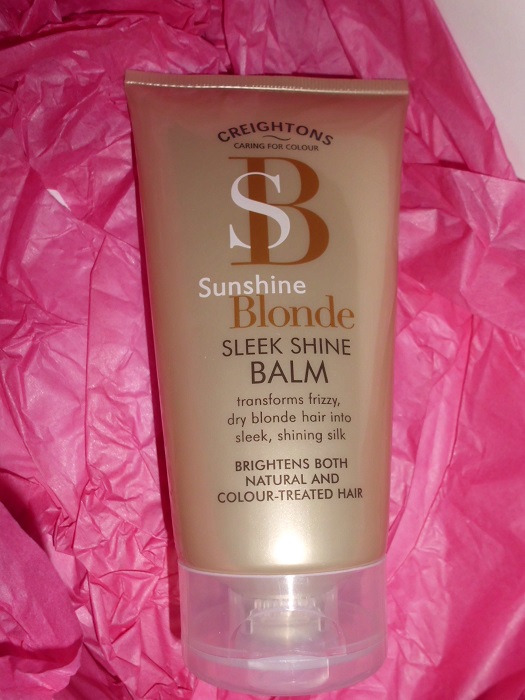 CREIGHTONS
CARING FOR COLOUR
SB
Sunshine
Blonde
SLEEK SHINE
BALM
transforms frizzy,
dry blonde hair into
sleek, shining silk
BRIGHTENS BOTH
NATURAL AND
COLOUR-TREATED HAIR